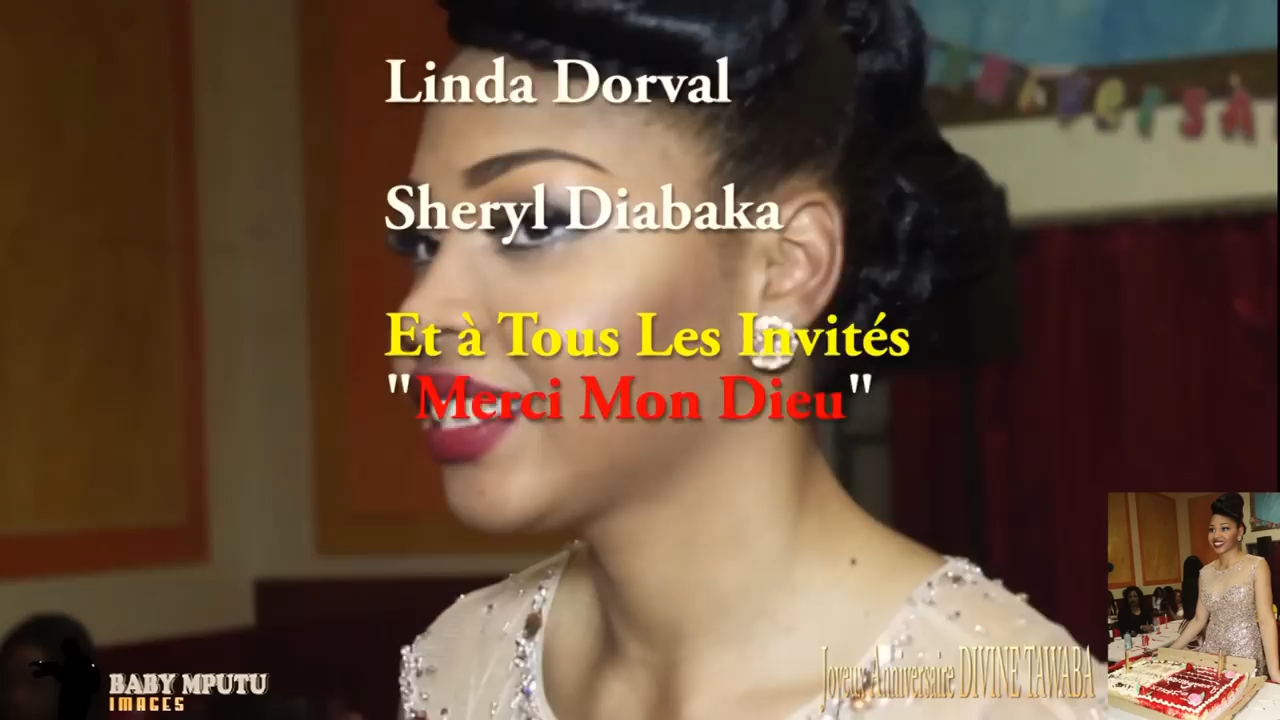 Linda Dorval
Sheryl Diabaka
Et à Tous Les Invités
"Merci Mon Dieu"
BABY MPUTU
IMAGES
Joyeux Anniversaire DIVINE TAWABA